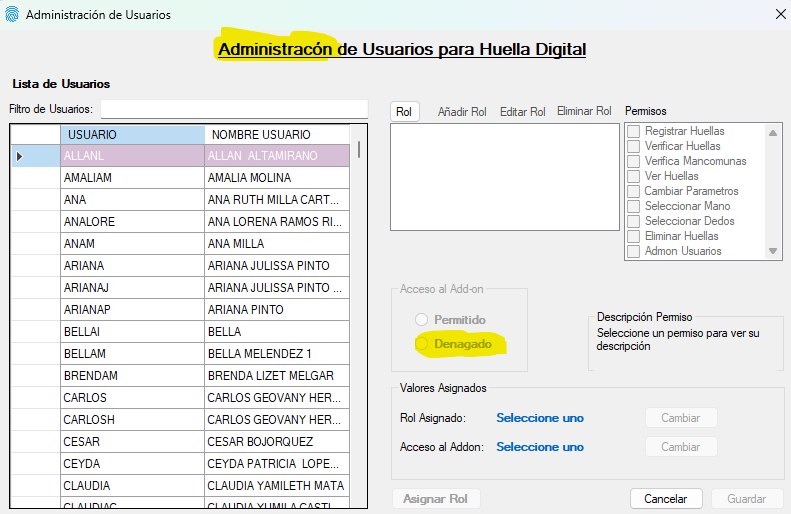 Administración de Usuarios
Administracón de Usuarios para Huella Digital
Lista de Usuarios
Filtro de Usuarios:
USUARIO NOMBRE USUARIO
ALLANL ALLAN ALTAMIRANO
AMALIAM AMALIA MOLINA
ANA ANA RUTH MILLA CART...
ANALORE ANA LORENA RAMOS RI...
ANAM ANA MILLA
ARIANA ARIANA JULISSA PINTO
ARIANAJ ARIANA JULISSA PINTO ...
ARIANAP ARIANA PINTO
BELLAI BELLA
BELLAM BELLA MELENDEZ 1
BRENDAM BRENDA LIZET MELGAR
CARLOS CARLOS GEOVANY HER...
CARLOSH CARLOS GEOVANY HER...
CESAR CESAR BOJORQUEZ
CEYDA CEYDA PATRICIA LOPE...
CLAUDIA CLAUDIA YAMILETH MATA
CLAUDIAC CLAUDIA YUMILA CASTI
Rol Añadir Rol Editar Rol Eliminar Rol
Permisos
Registrar Huellas
Verificar Huellas
Verifica Mancomunas
Ver Huellas
Cambiar Parametros
Seleccionar Mano
Seleccionar Dedos
Eliminar Huellas
Admon Usuarios
Acceso al Add-on
Permitido
Denagado
Descripción Permiso
Seleccione un permiso para ver su
descripción
Valores Asignados
Rol Asignado: Seleccione uno Cambiar
Acceso al Addon: Seleccione uno Cambiar
Asignar Rol Cancelar Guardar